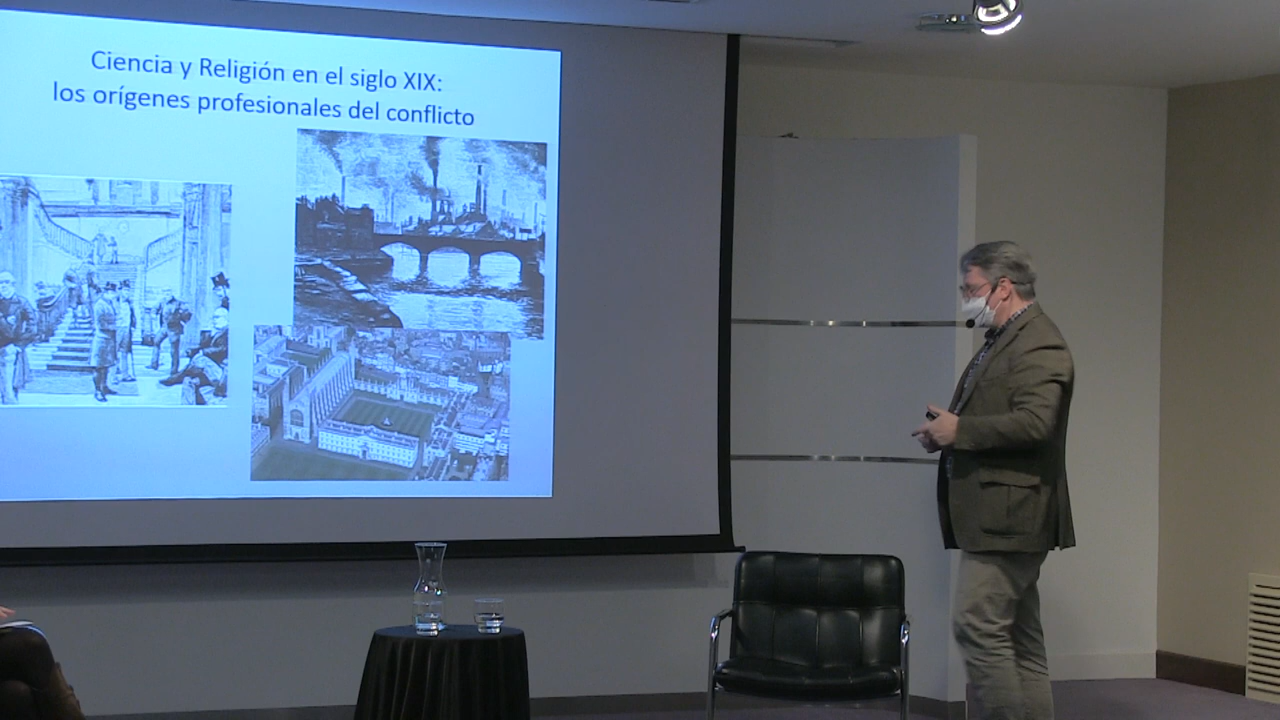 Ciencia y Religión en el siglo XIX:
los orígenes profesionales del conflicto